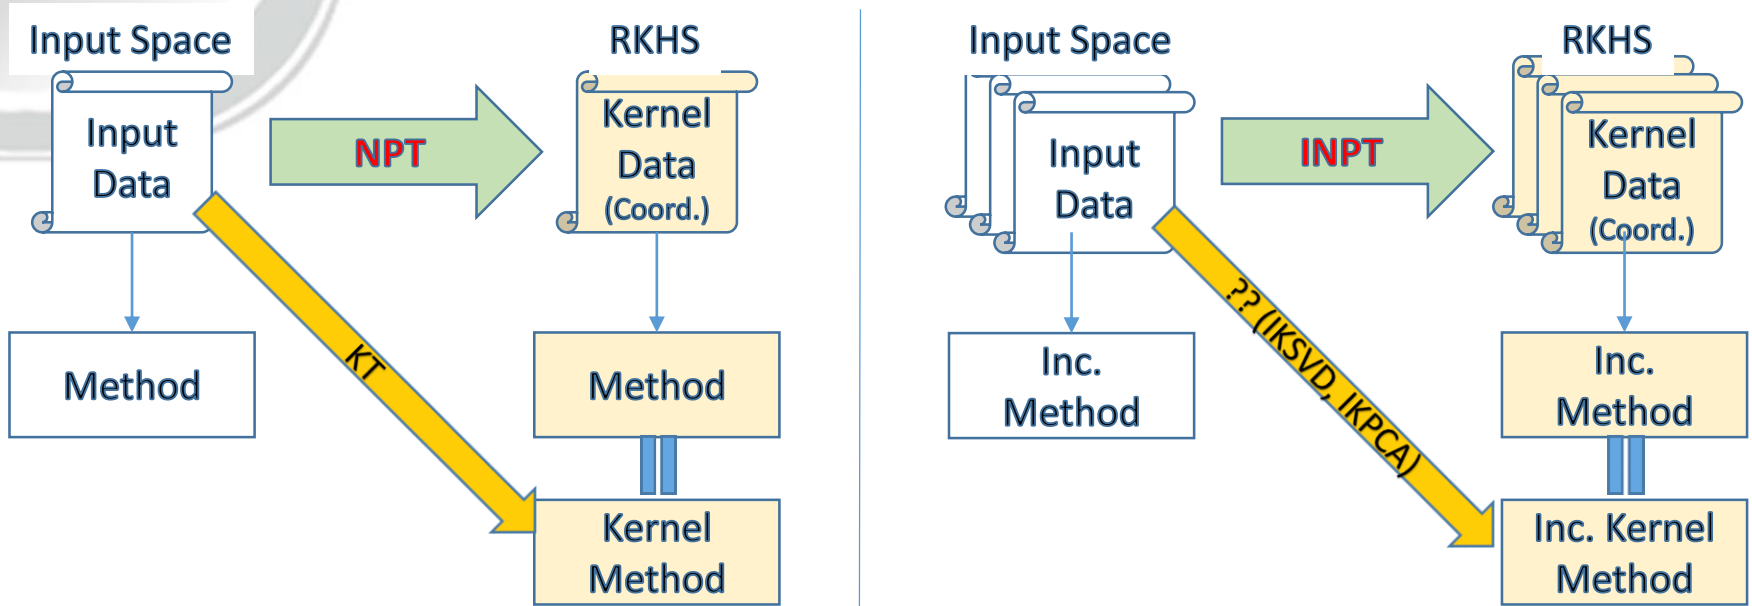 Input Space
RKHS
Input
Data
NPT
Kernel
Data
(Coord.)
KT
Method
Method
Kernel
Method
Input Space
RKHS
Input
Data
INPT
Kernel
Data
(Coord.)
?? (IKSVD, IKPCA)
Inc.
Method
Inc.
Method
Inc. Kernel
Method